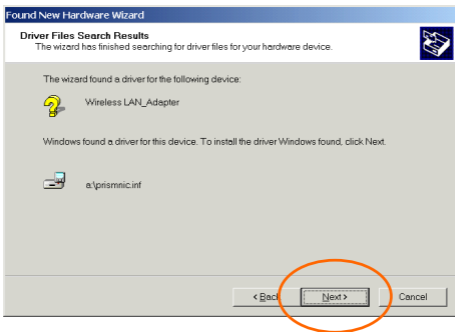 Found New Hardware Wizard
Driver Files Search Results
The wizard has finished searching for driver files for your hardware device.
The wizard found a driver for the following device:
Wireless LAN_Adapter
Windows found a driver for this device. To install the driver Windows found, click Next.
a:\prismnic.inf
< Back Next > Cancel